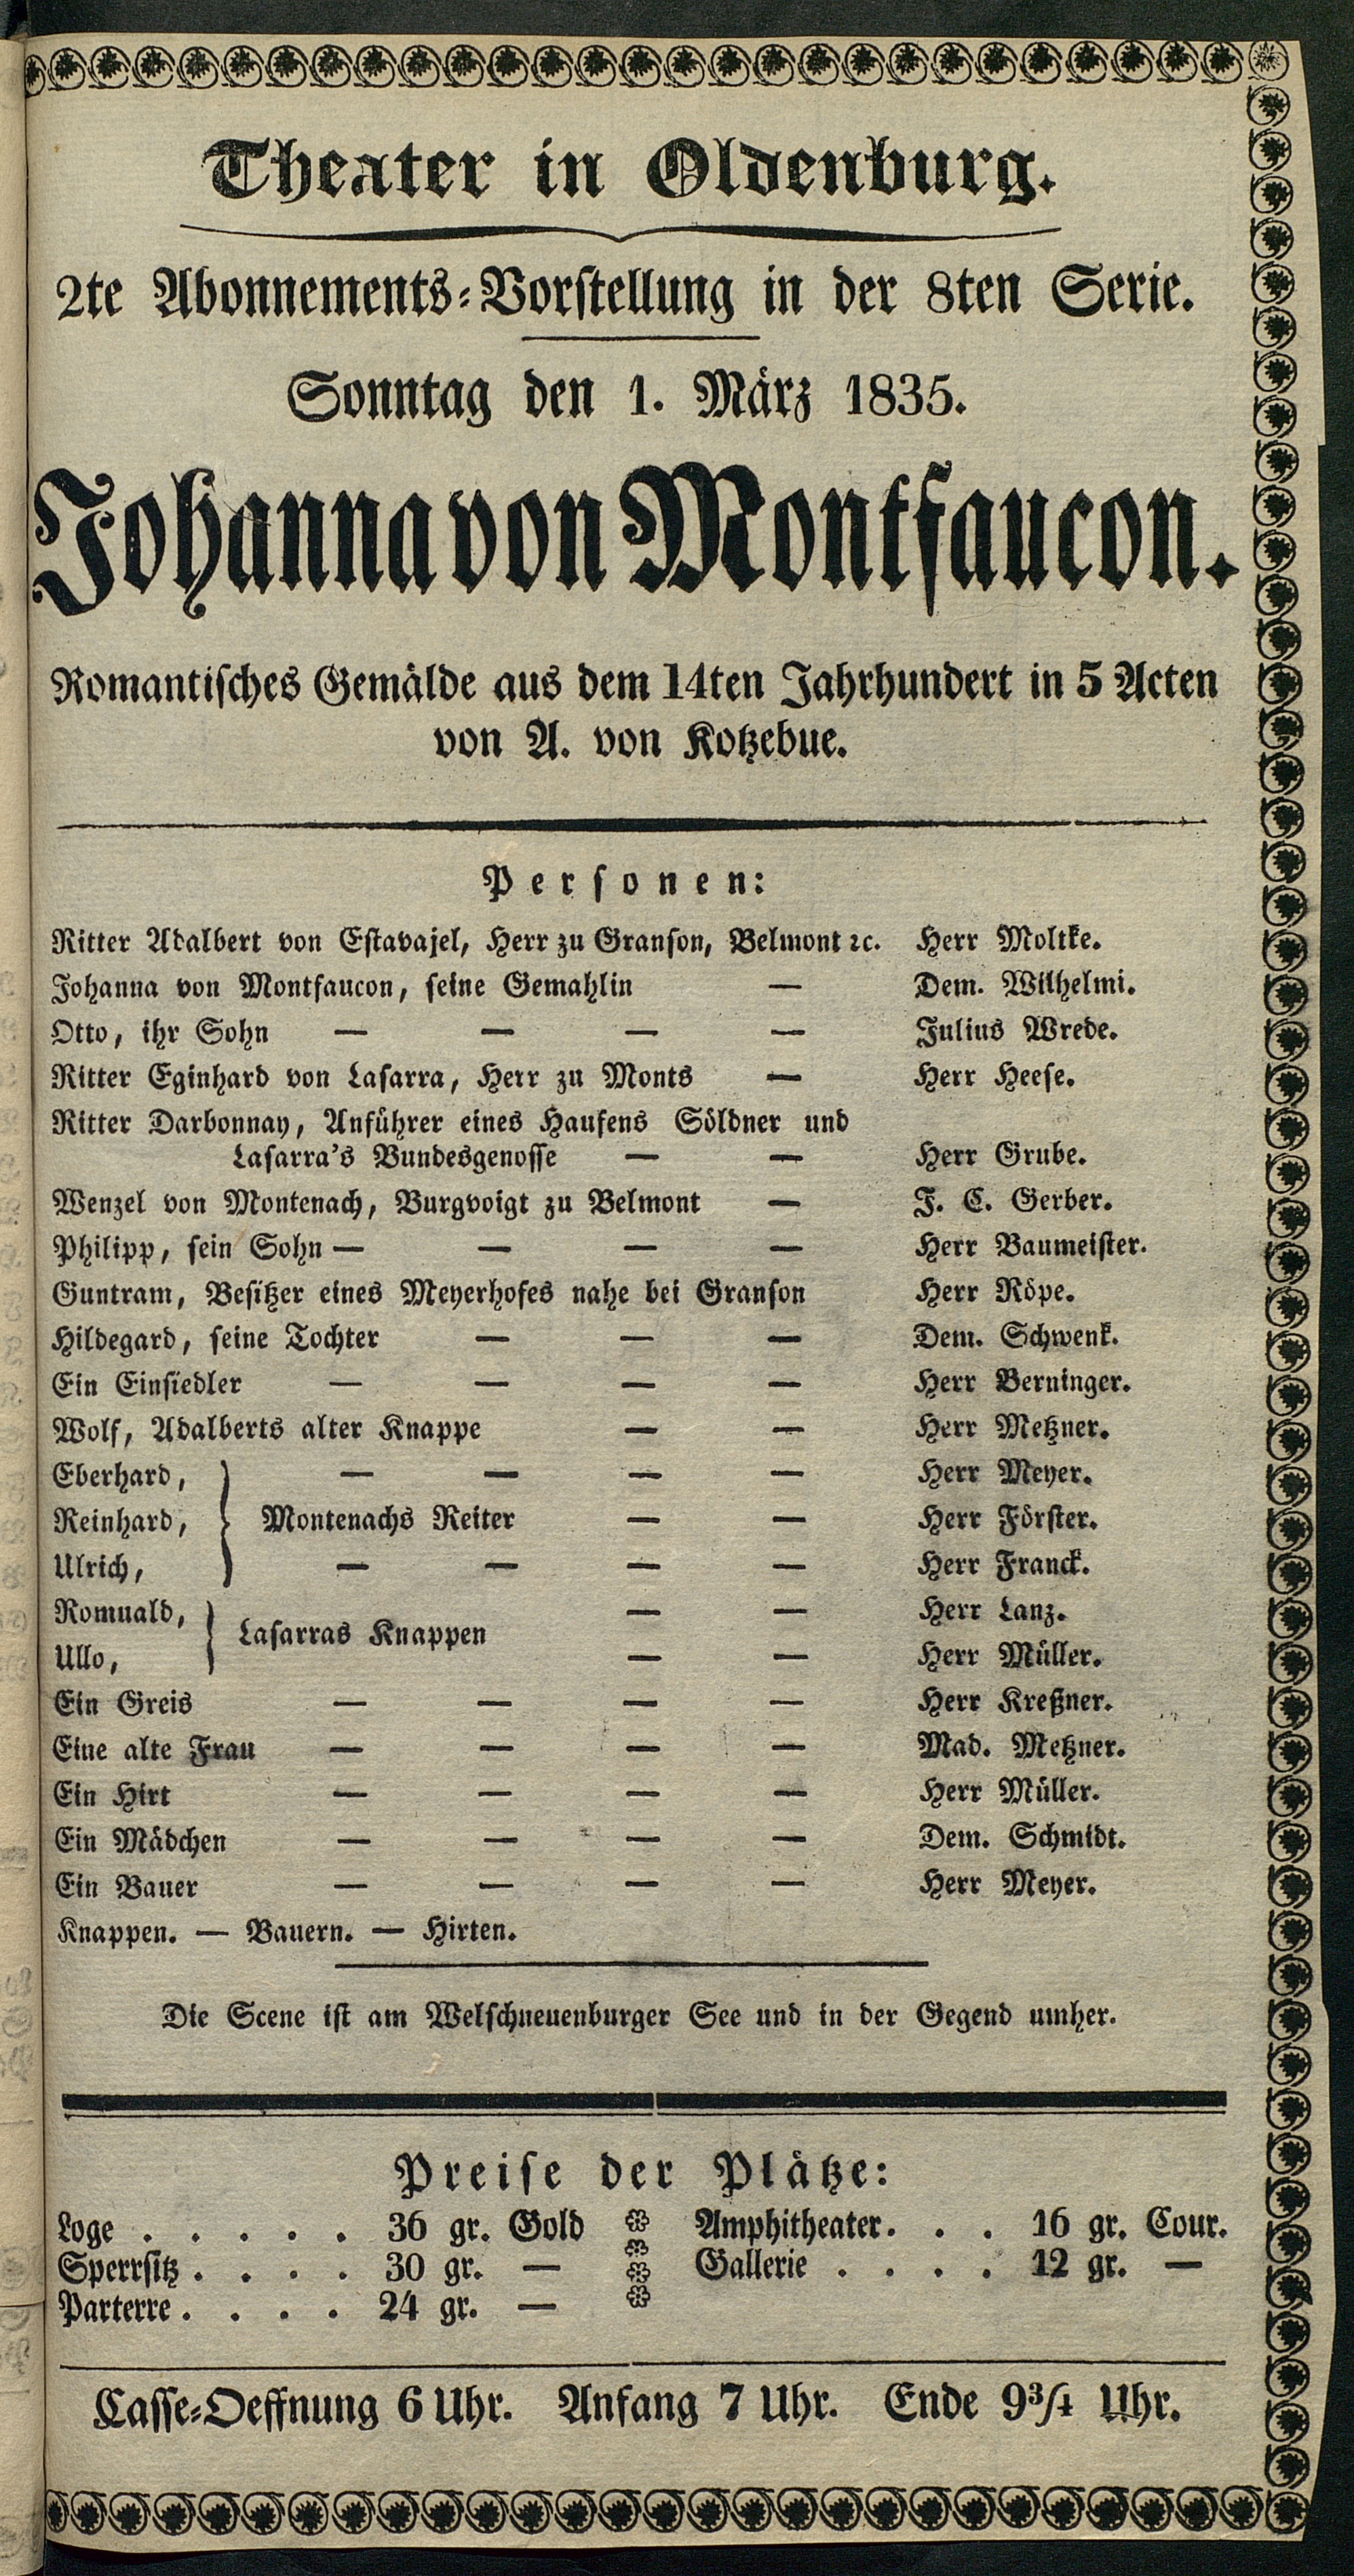 Theater in Oldenburg.
2te Abonnements-Vorstellung in der 8ten Serie.
Sonntag den 1. März 1835.
Johanna von Montfaucon.
Romantisches Gemälde aus dem 14ten Jahrhundert in 5 Acten
von A. von Kotzebue.
Personen:
Ritter Adalbert von Estavajel, Herr zu Granson, Belmont ꝛc. Herr Moltke.
Johanna von Montfaucon, seine Gemahlin — Dem. Wilhelmi.
Otto, ihr Sohn — — — — Julius Wrede.
Ritter Eginhard von Lasarra, Herr zu Monts — Herr Heese.
Ritter Darbonnay, Anführer eines Haufens Söldner und
Lasarra's Bundesgenosse — — Herr Grube.
Wenzel von Montenach, Burgvoigt zu Belmont — J. C. Gerber.
Philipp, sein Sohn — — — — Herr Baumeister.
Guntram, Besitzer eines Meyerhofes nahe bei Granson Herr Röpe.
Hildegard, seine Tochter — — — Dem. Schwenk.
Ein Einsiedler — — — — Herr Berninger.
Wolf, Adalberts alter Knappe — — Herr Metzner.
Eberhard, — — — — Herr Meyer.
Reinhard, } Montenachs Reiter — — Herr Förster.
Ulrich, — — — — Herr Franck.
Romuald, — — Herr Lanz.
} Lasarras Knappen
Ullo, — — Herr Müller.
Ein Greis — — — — Herr Kreßner.
Eine alte Frau — — — — Mad. Metzner.
Ein Hirt — — — — Herr Müller.
Ein Mädchen — — — — Dem. Schmidt.
Ein Bauer — — — — Herr Meyer.
Knappen. — Bauern. — Hirten.
Die Scene ist am Welschneuenburger See und in der Gegend umher.
Preise der Plätze:
Loge . . . . . 36 gr. Gold Amphitheater. . . 16 gr. Cour.
Sperrsitz . . . . 30 gr. — Gallerie . . . . 12 gr. —
Parterre . . . . 24 gr. —
Casse-Oeffnung 6 Uhr. Anfang 7 Uhr. Ende 9¾ Uhr.